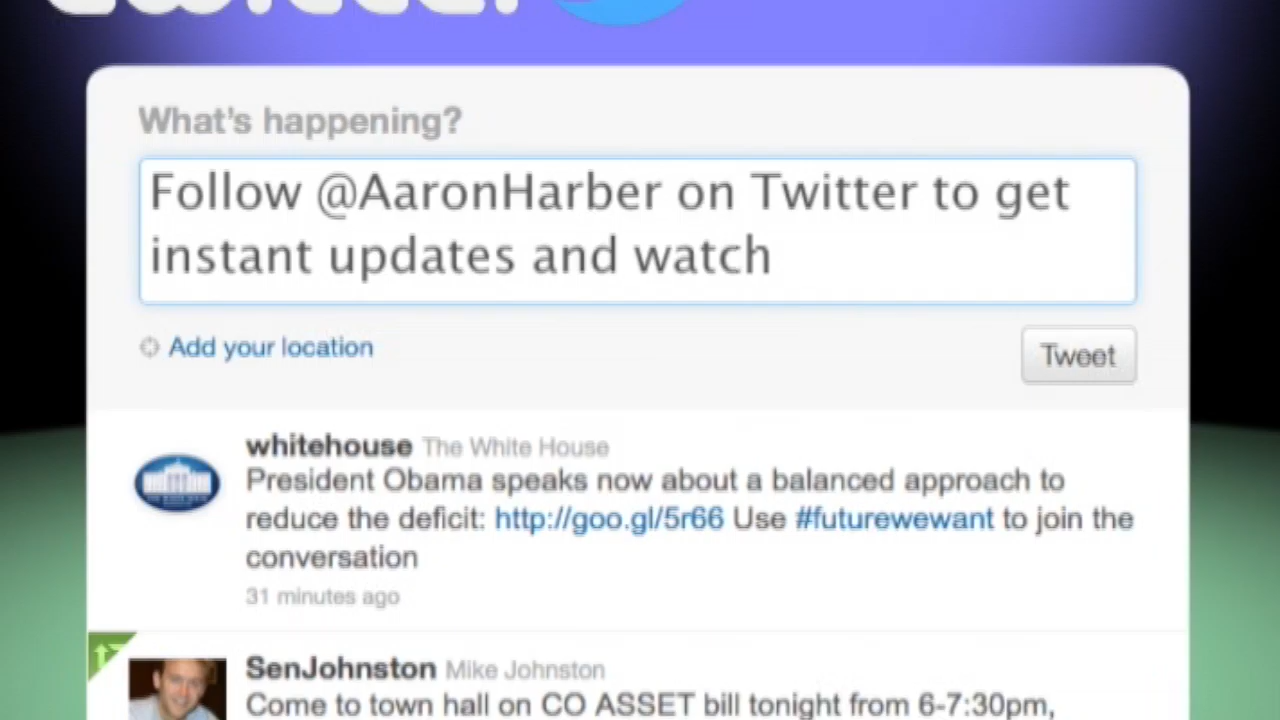 twitter
What's happening?
Follow @AaronHarber on Twitter to get
instant updates and watch
Add your location
Tweet
whitehouse The White House
President Obama speaks now about a balanced approach to
reduce the deficit: http://goo.gl/5r66 Use #futurewewant to join the
conversation
31 minutes ago
SenJohnston Mike Johnston
Come to town hall on CO ASSET bill tonight from 6-7:30pm,